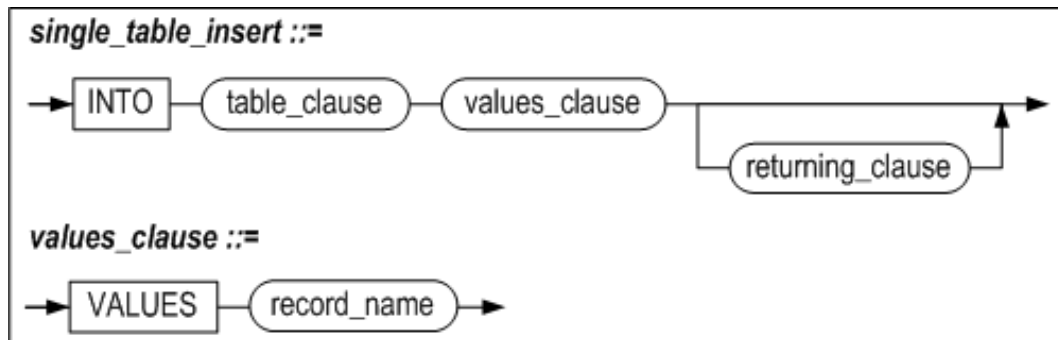 single_table_insert ::=
INTO table_clause values_clause
returning_clause
values_clause ::=
VALUES record_name